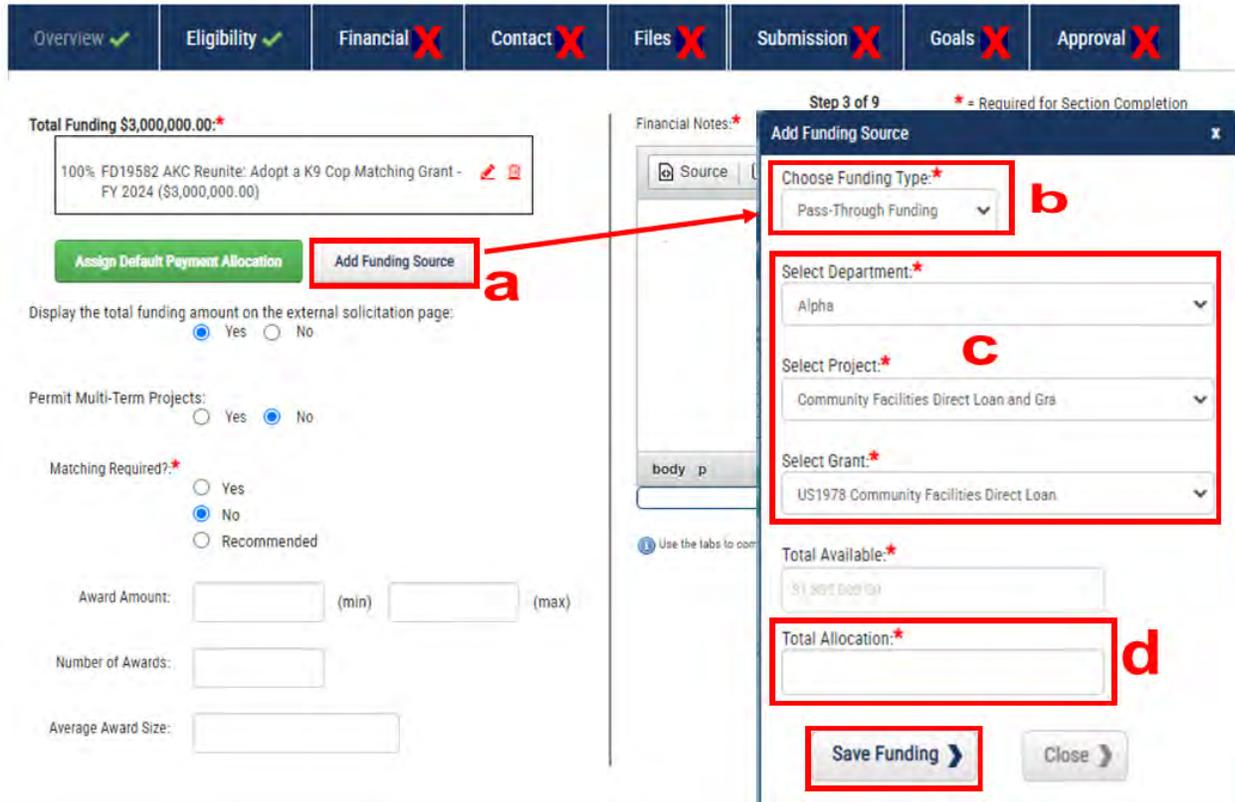 Overview Eligibility Financial X Contact X Files X Submission X Goals X Approval X
Step 3 of 9 * = Required for Section Completion
Total Funding $3,000,000.00:*
100% FD19582 AKC Reunite: Adopt a K9 Cop Matching Grant -
FY 2024 ($3,000,000.00)
Assign Default Payment Allocation Add Funding Source
a
Display the total funding amount on the external solicitation page:
Yes No
Permit Multi-Term Projects:
Yes No
Matching Required?:*
Yes
No
Recommended
Award Amount: (min) (max)
Number of Awards:
Average Award Size:
Financial Notes:*
Source
body p
Use the tabs to com
Add Funding Source x
Choose Funding Type:*
Pass-Through Funding
b
Select Department:*
Alpha
c
Select Project:*
Community Facilities Direct Loan and Gra
Select Grant:*
US1978 Community Facilities Direct Loan
Total Available:*
Total Allocation:*
d
Save Funding Close